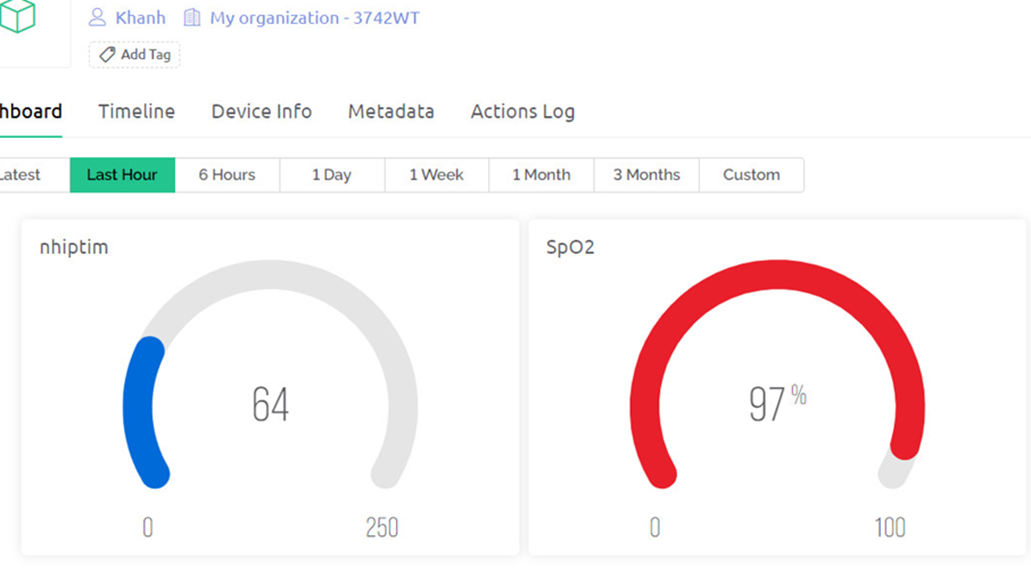 Khanh My organization - 3742WT
Add Tag
hboard Timeline Device Info Metadata Actions Log
Latest Last Hour 6 Hours 1 Day 1 Week 1 Month 3 Months Custom
nhiptim SpO2
64 97%
0 250 0 100